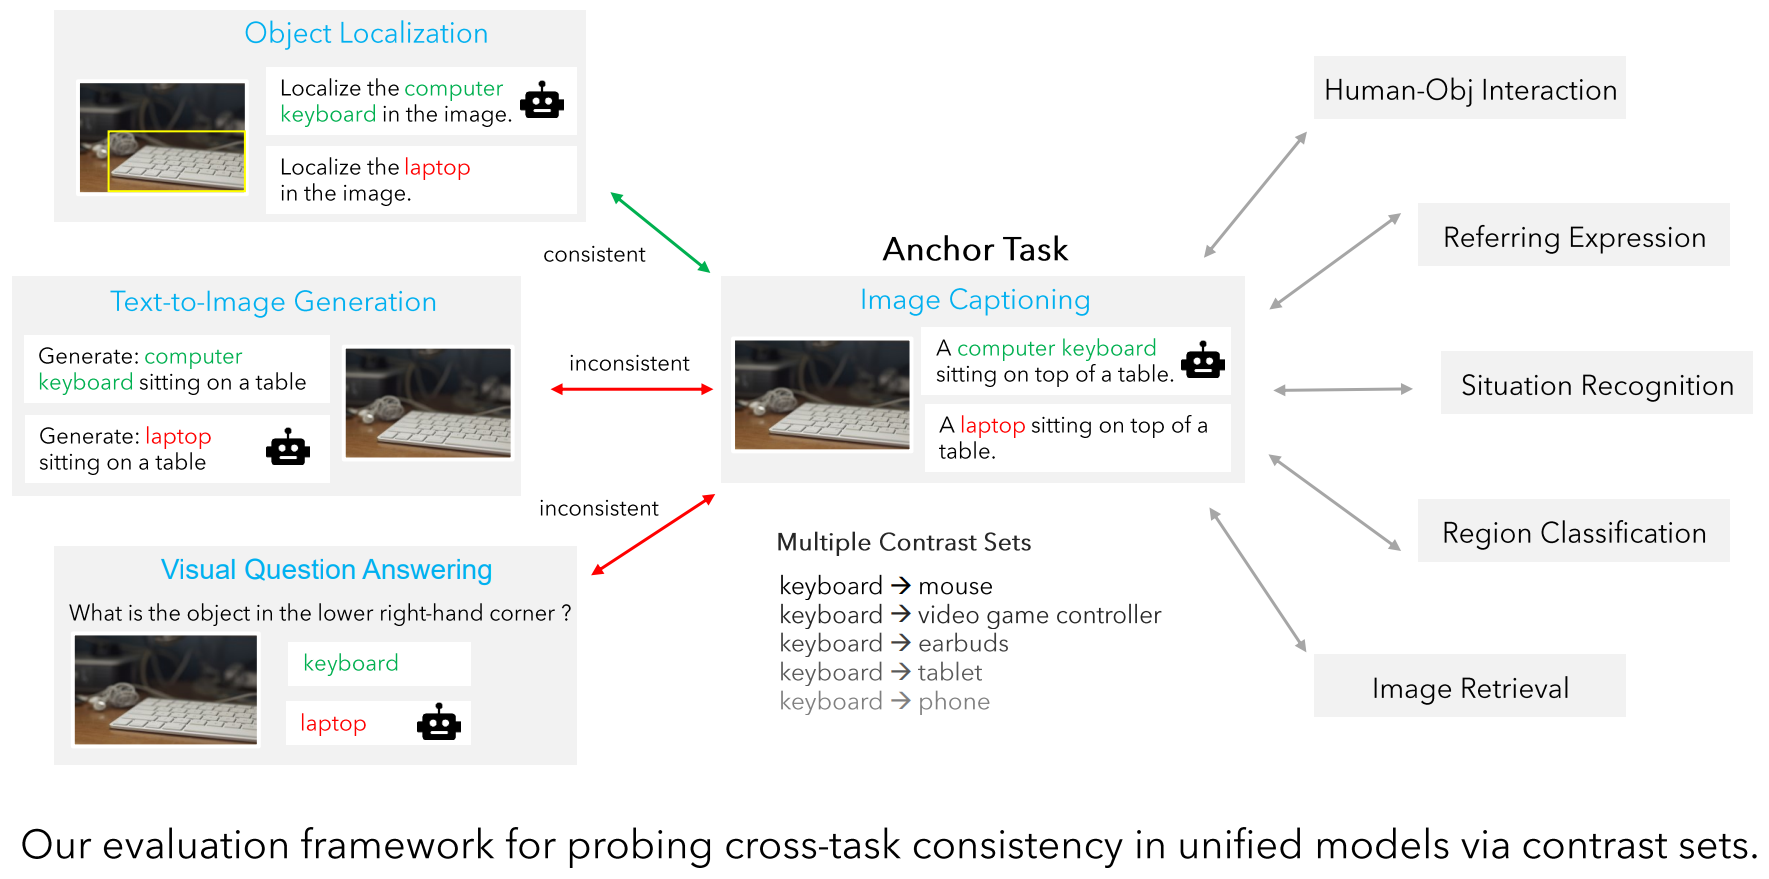 Object Localization
Localize the computer
keyboard in the image.
Localize the laptop
in the image.
consistent
Text-to-Image Generation
Generate: computer
keyboard sitting on a table
Generate: laptop
sitting on a table
inconsistent
inconsistent
Visual Question Answering
What is the object in the lower right-hand corner ?
keyboard
laptop
Anchor Task
Image Captioning
A computer keyboard
sitting on top of a table.
A laptop sitting on top of a
table.
Multiple Contrast Sets
keyboard → mouse
keyboard → video game controller
keyboard → earbuds
keyboard → tablet
keyboard → phone
Human-Obj Interaction
Referring Expression
Situation Recognition
Region Classification
Image Retrieval
Our evaluation framework for probing cross-task consistency in unified models via contrast sets.